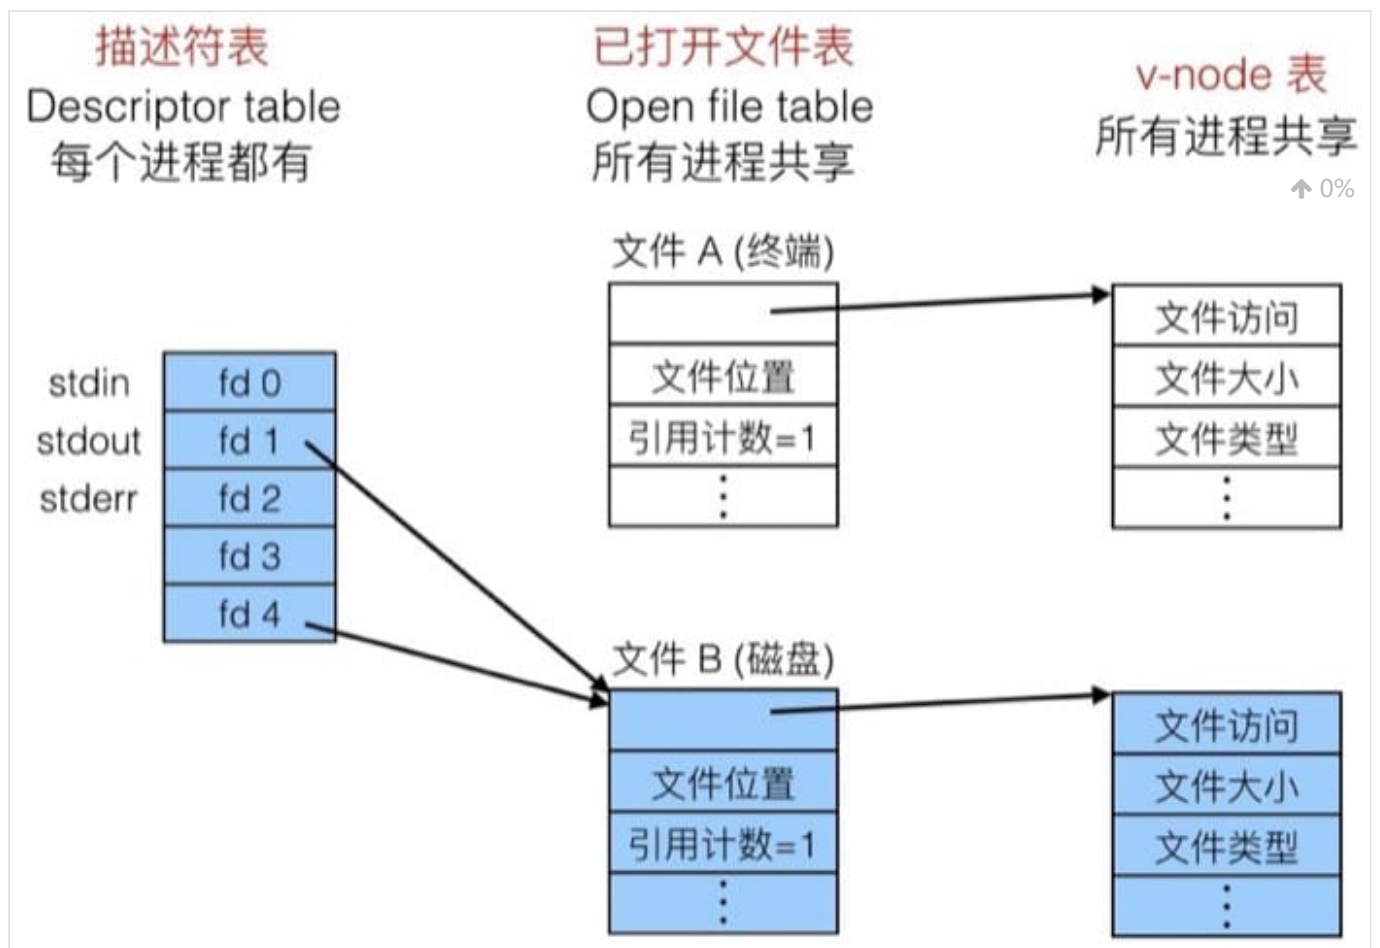 描述符表
Descriptor table
每个进程都有
已打开文件表
Open file table
所有进程共享
v-node 表
所有进程共享
0%
文件 A (终端)
文件位置
引用计数=1
文件访问
文件大小
文件类型
stdin
fd 0
stdout
fd 1
stderr
fd 2
fd 3
fd 4
文件 B (磁盘)
文件位置
引用计数=1
文件访问
文件大小
文件类型